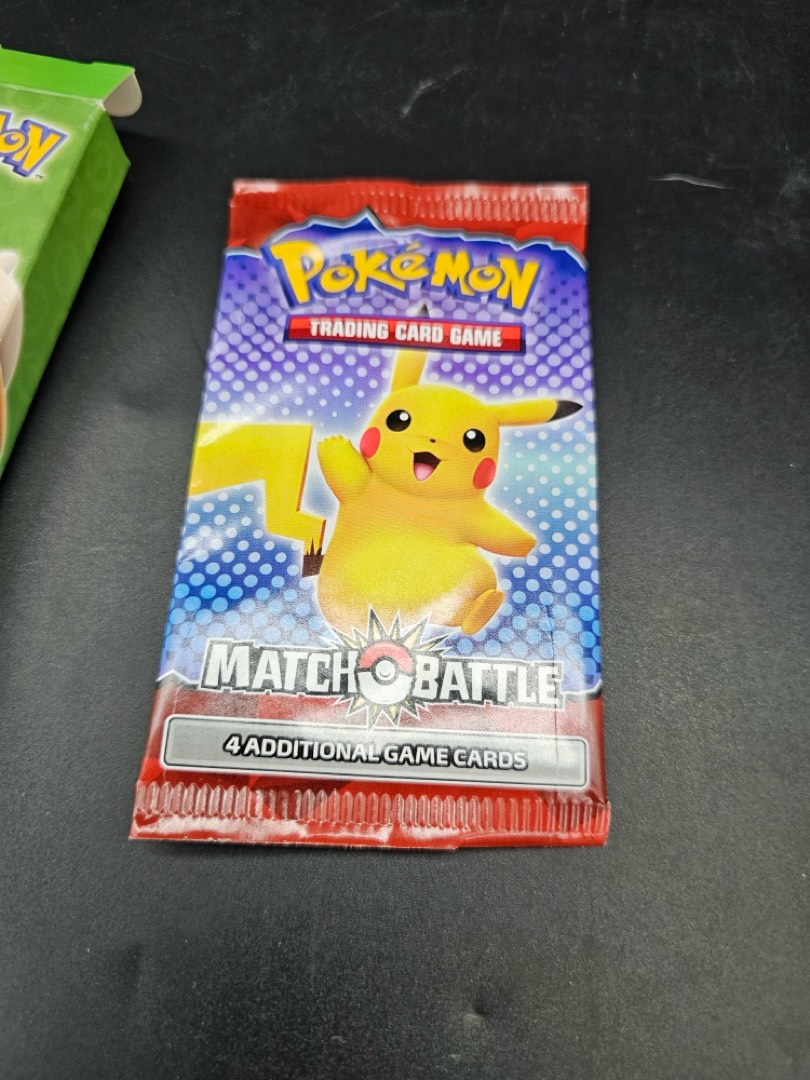 POKéMON
TRADING CARD GAME
MATCH BATTLE
4 ADDITIONAL GAME CARDS